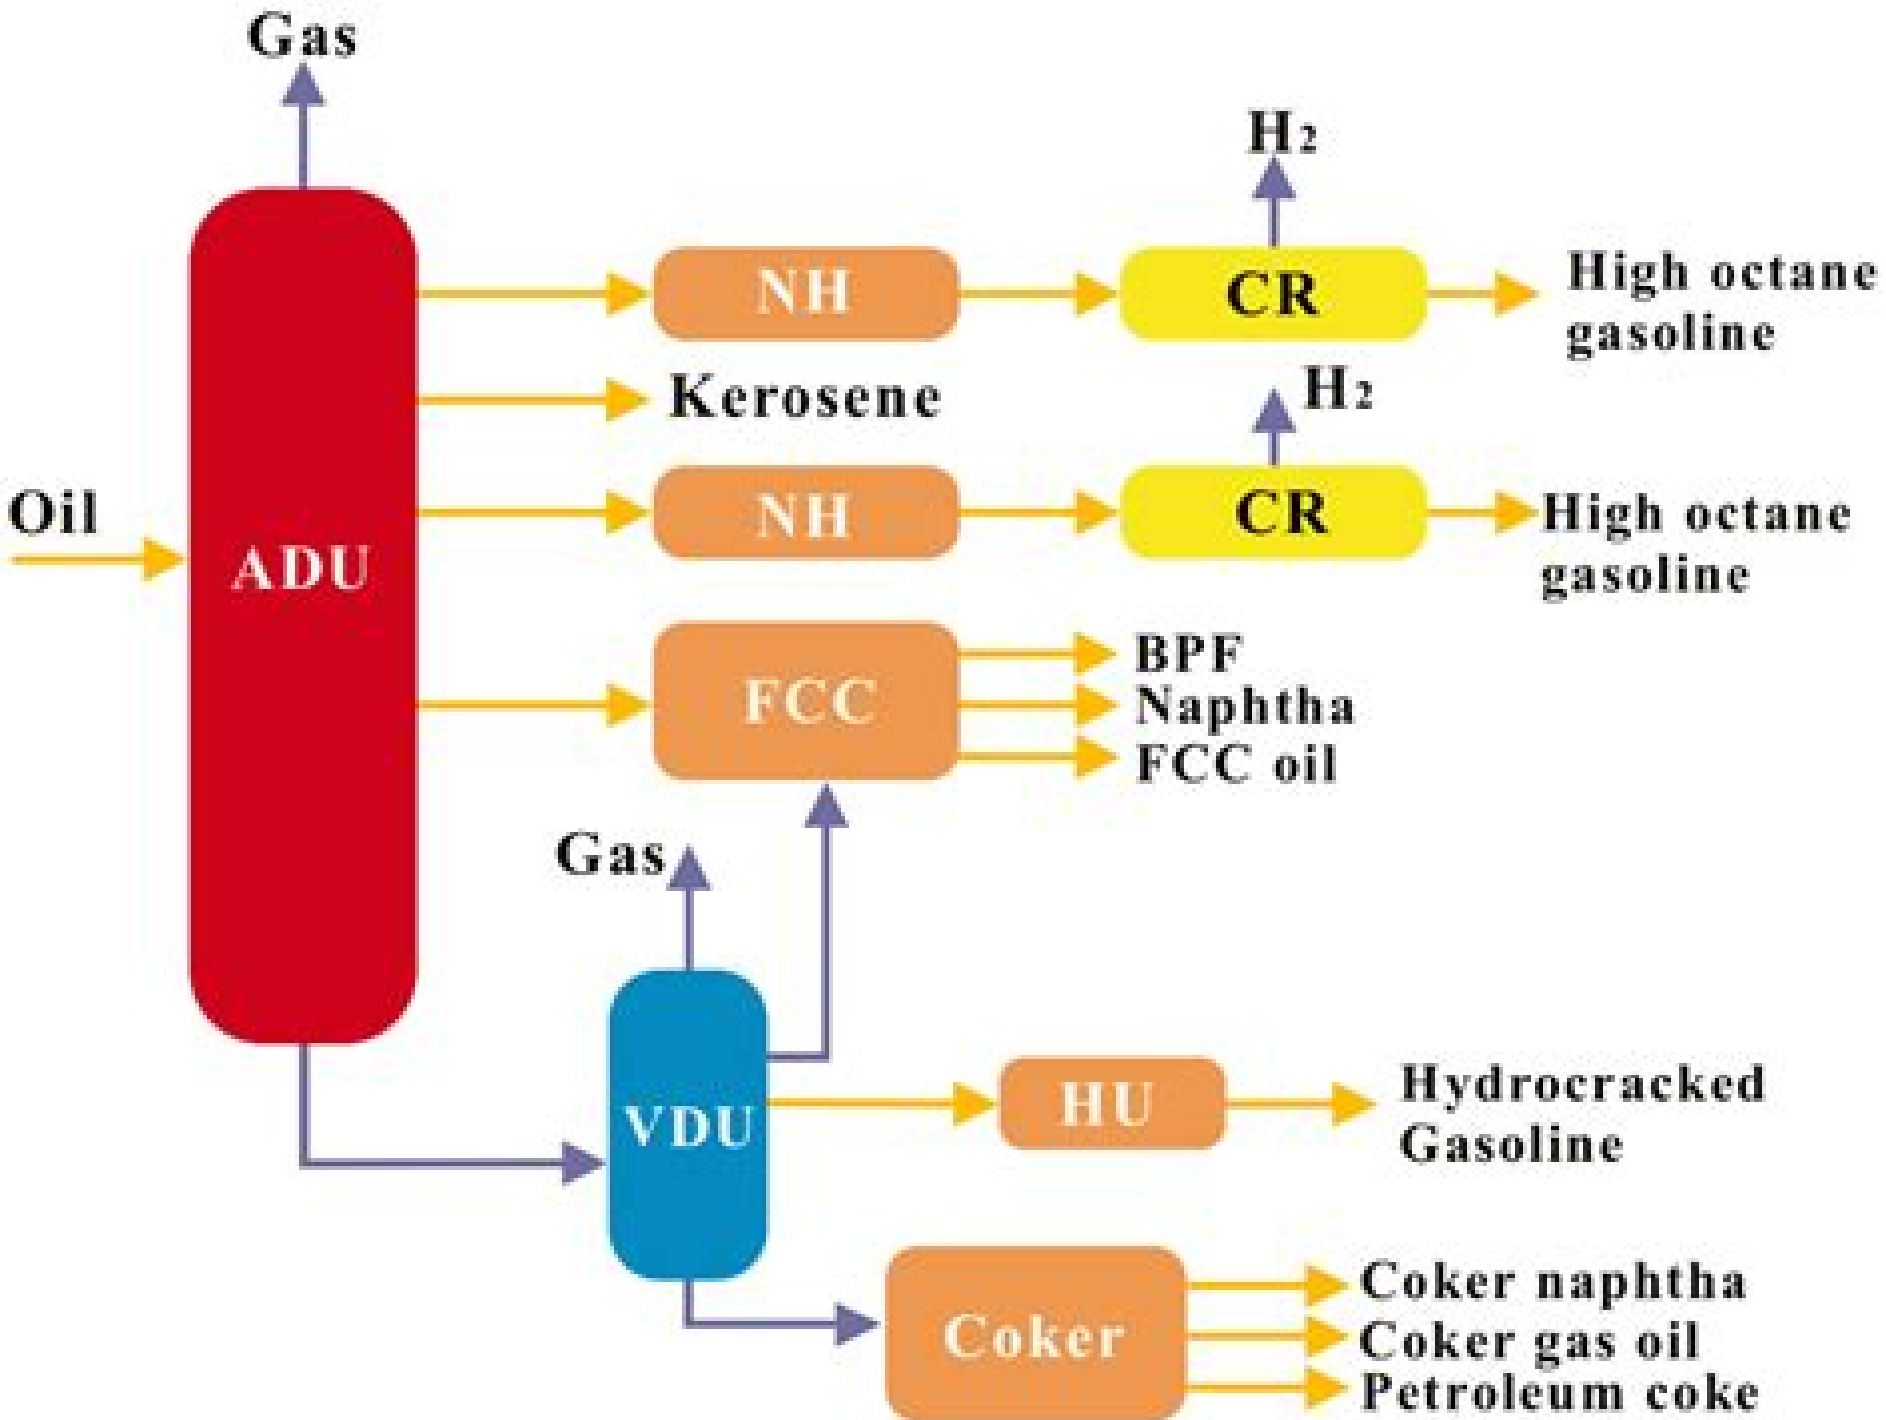 Gas
H2
NH
CR
High octane
gasoline
Kerosene
H2
Oil
ADU
NH
CR
High octane
gasoline
FCC
BPF
Naphtha
FCC oil
Gas
VDU
HU
Hydrocracked
Gasoline
Coker
Coker naphtha
Coker gas oil
Petroleum coke